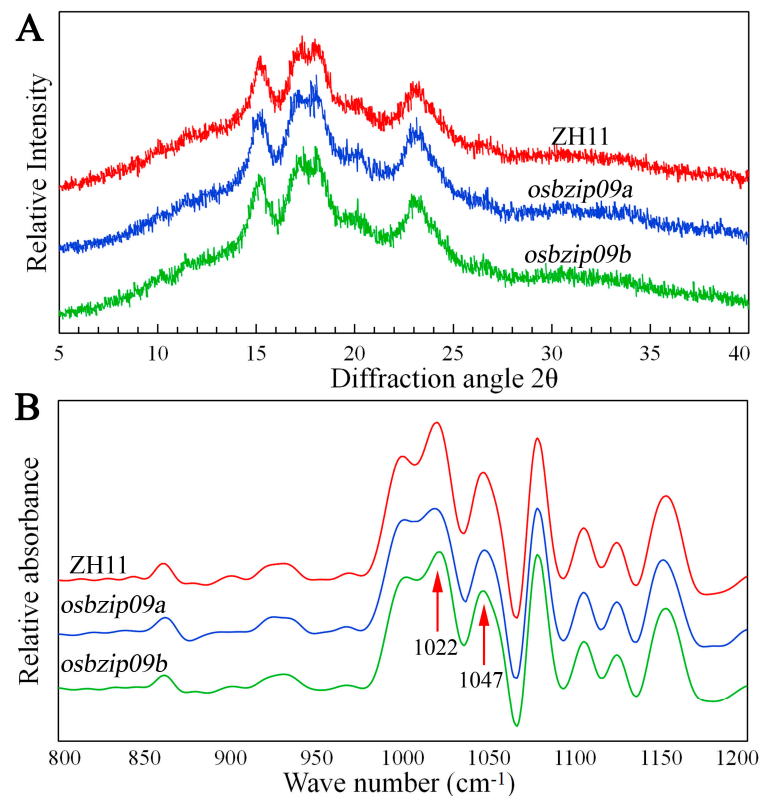 A
Relative Intensity
ZH11
osbzip09a
osbzip09b
5 10 15 20 25 30 35 40
Diffraction angle 2θ
B
Relative absorbance
ZH11
osbzip09a
osbzip09b
1022
1047
800 850 900 950 1000 1050 1100 1150 1200
Wave number (cm-1)